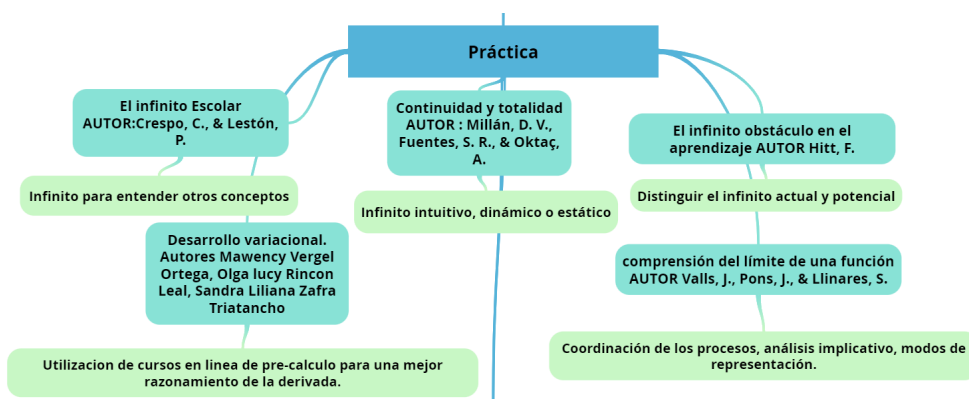 Práctica
El infinito Escolar
AUTOR:Crespo, C., & Lestón,
P.
Infinito para entender otros conceptos
Desarrollo variacional.
Autores Mawency Vergel
Ortega, Olga lucy Rincon
Leal, Sandra Liliana Zafra
Triatancho
Utilizacion de cursos en linea de pre-calculo para una mejor
razonamiento de la derivada.
Continuidad y totalidad
AUTOR : Millán, D. V.,
Fuentes, S. R., & Oktaç,
A.
Infinito intuitivo, dinámico o estático
El infinito obstáculo en el
aprendizaje AUTOR Hitt, F.
Distinguir el infinito actual y potencial
comprensión del límite de una función
AUTOR Valls, J., Pons, J., & Llinares, S.
Coordinación de los procesos, análisis implicativo, modos de
representación.